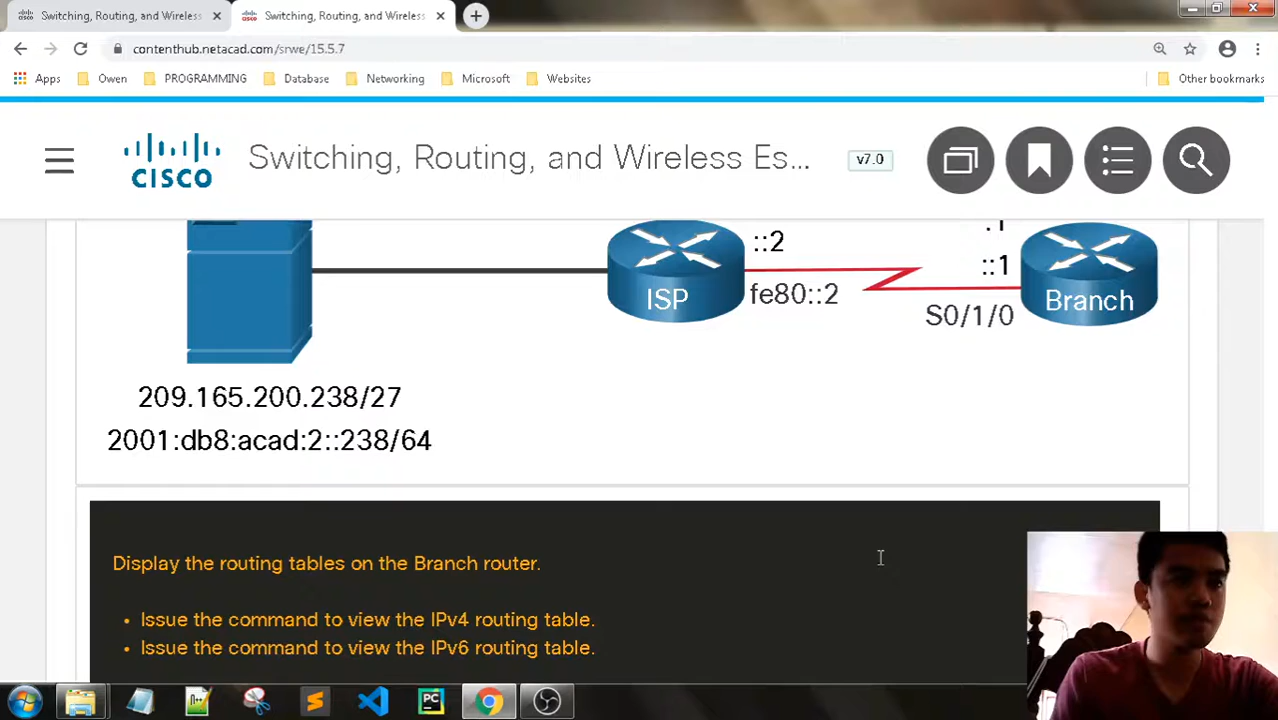 Switching, Routing, and Wireless
Switching, Routing, and Wireless
contenthub.netacad.com/srwe/15.5.7
Apps Owen PROGRAMMING Database Networking Microsoft Websites Other bookmarks
CISCO
Switching, Routing, and Wireless Es...
v7.0
::2
.1
::1
ISP
fe80::2
Branch
S0/1/0
209.165.200.238/27
2001:db8:acad:2::238/64
Display the routing tables on the Branch router.
• Issue the command to view the IPv4 routing table.
• Issue the command to view the IPv6 routing table.
PC